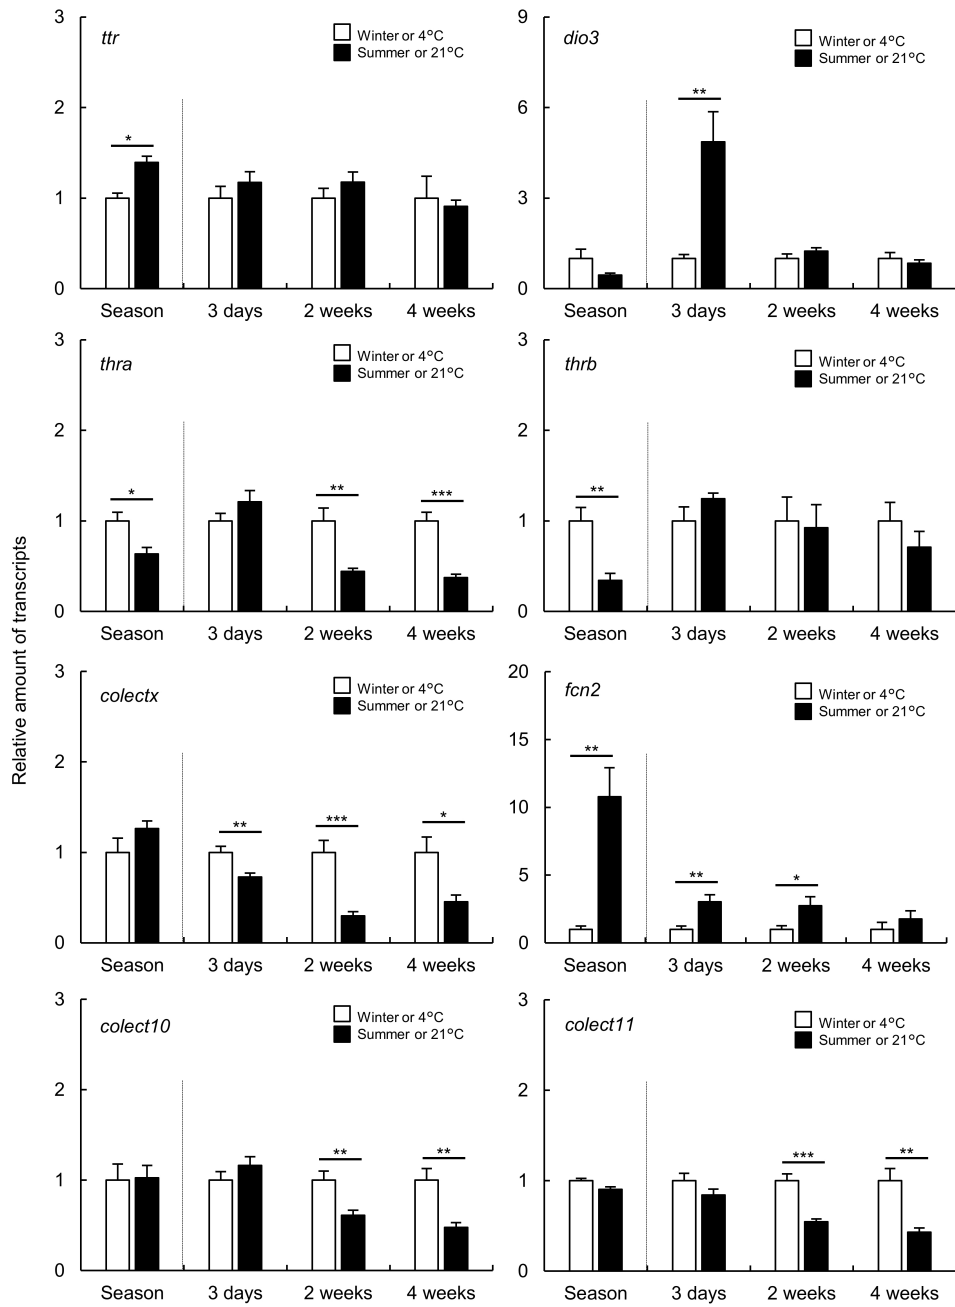 Relative amount of transcripts
ttr
Winter or 4°C
Summer or 21°C
*
3
2
1
0
Season 3 days 2 weeks 4 weeks
dio3
Winter or 4°C
Summer or 21°C
**
9
6
3
0
Season 3 days 2 weeks 4 weeks
thra
Winter or 4°C
Summer or 21°C
* ** ***
3
2
1
0
Season 3 days 2 weeks 4 weeks
thrb
Winter or 4°C
Summer or 21°C
**
3
2
1
0
Season 3 days 2 weeks 4 weeks
colectx
Winter or 4°C
Summer or 21°C
** *** *
3
2
1
0
Season 3 days 2 weeks 4 weeks
fcn2
Winter or 4°C
Summer or 21°C
** ** *
20
15
10
5
0
Season 3 days 2 weeks 4 weeks
colect10
Winter or 4°C
Summer or 21°C
** **
3
2
1
0
Season 3 days 2 weeks 4 weeks
colect11
Winter or 4°C
Summer or 21°C
*** **
3
2
1
0
Season 3 days 2 weeks 4 weeks